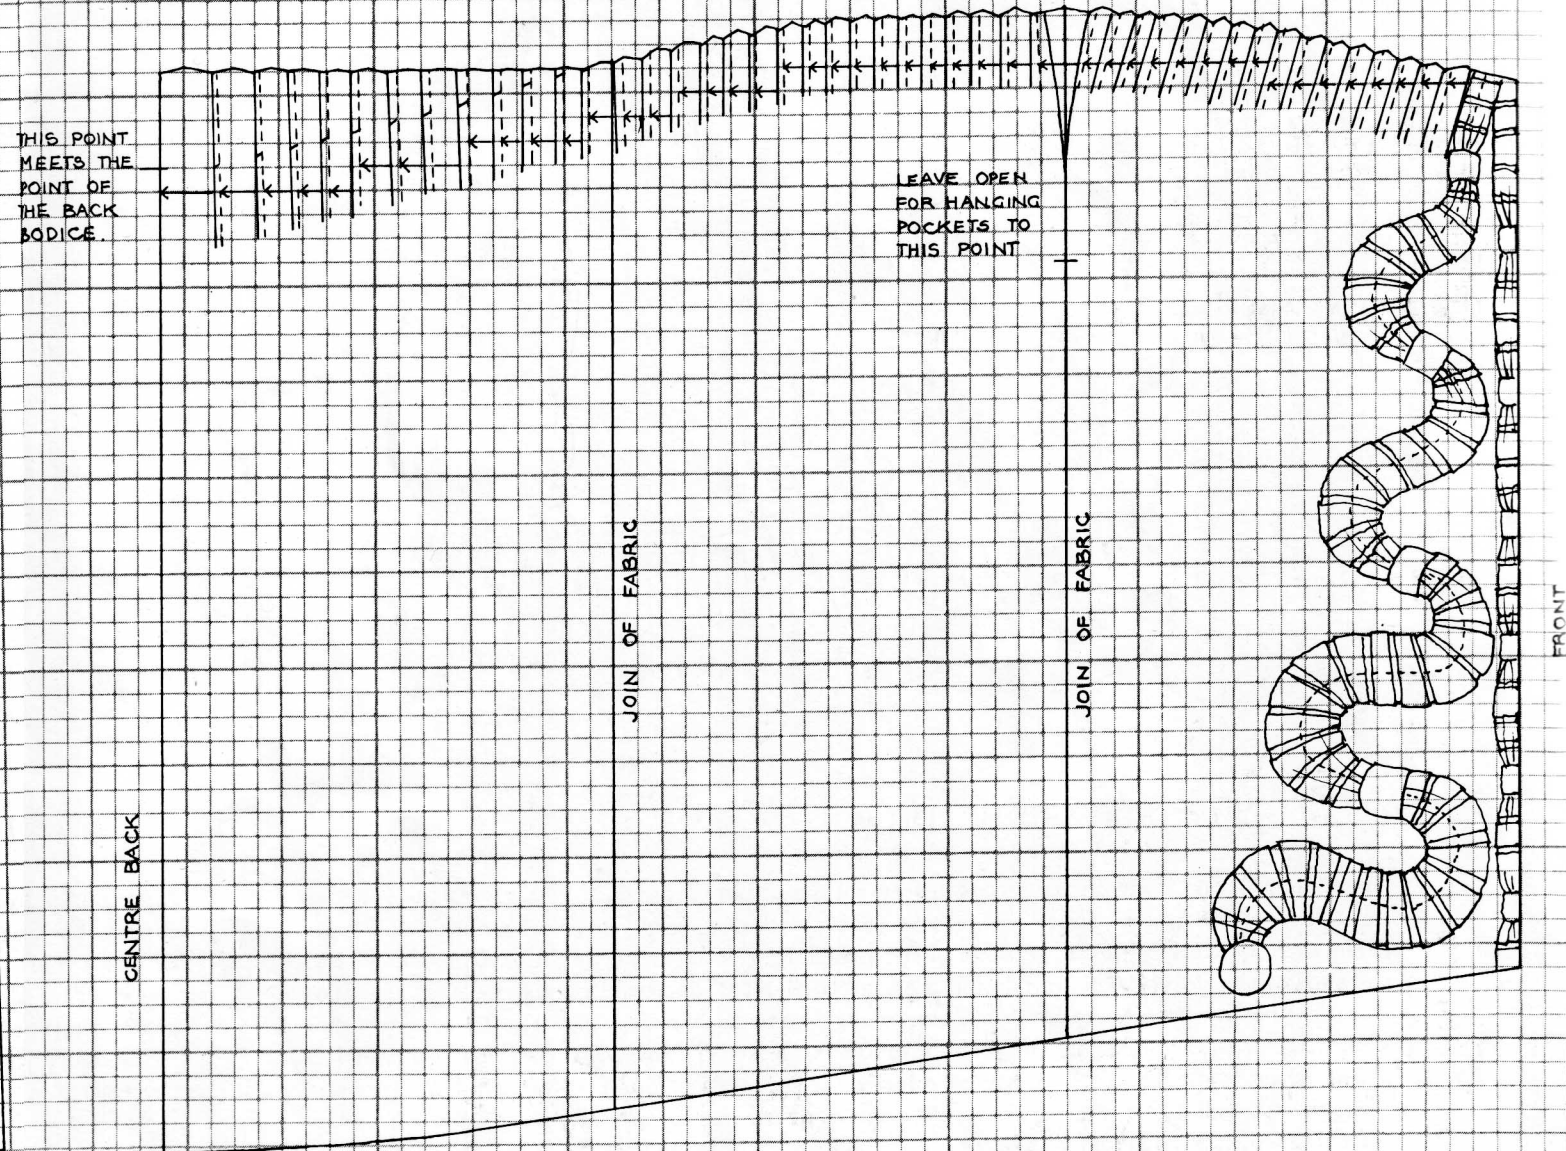 THIS POINT
MEETS THE
POINT OF
THE BACK
BODICE.
LEAVE OPEN
FOR HANGING
POCKETS TO
THIS POINT
JOIN OF FABRIC
JOIN OF FABRIC
FRONT
CENTRE BACK